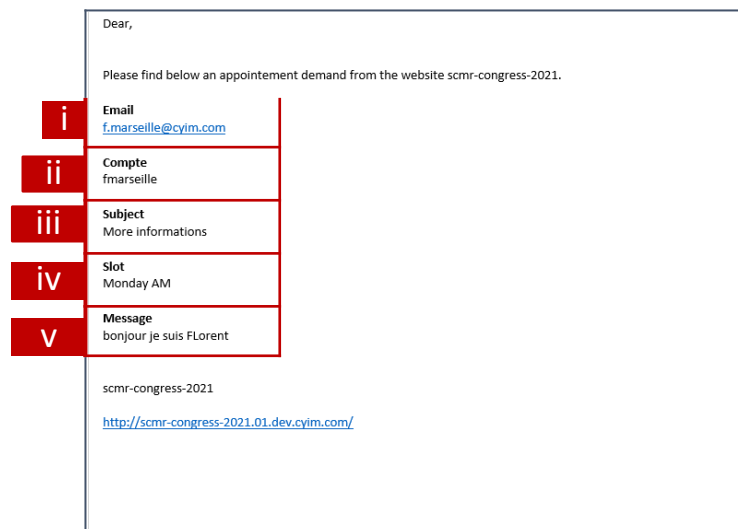 Dear,
Please find below an appointement demand from the website scmr-congress-2021.
i
Email
f.marseille@cyim.com
ii
Compte
fmarseille
iii
Subject
More informations
iv
Slot
Monday AM
v
Message
bonjour je suis FLorent
scmr-congress-2021
http://scmr-congress-2021.01.dev.cyim.com/